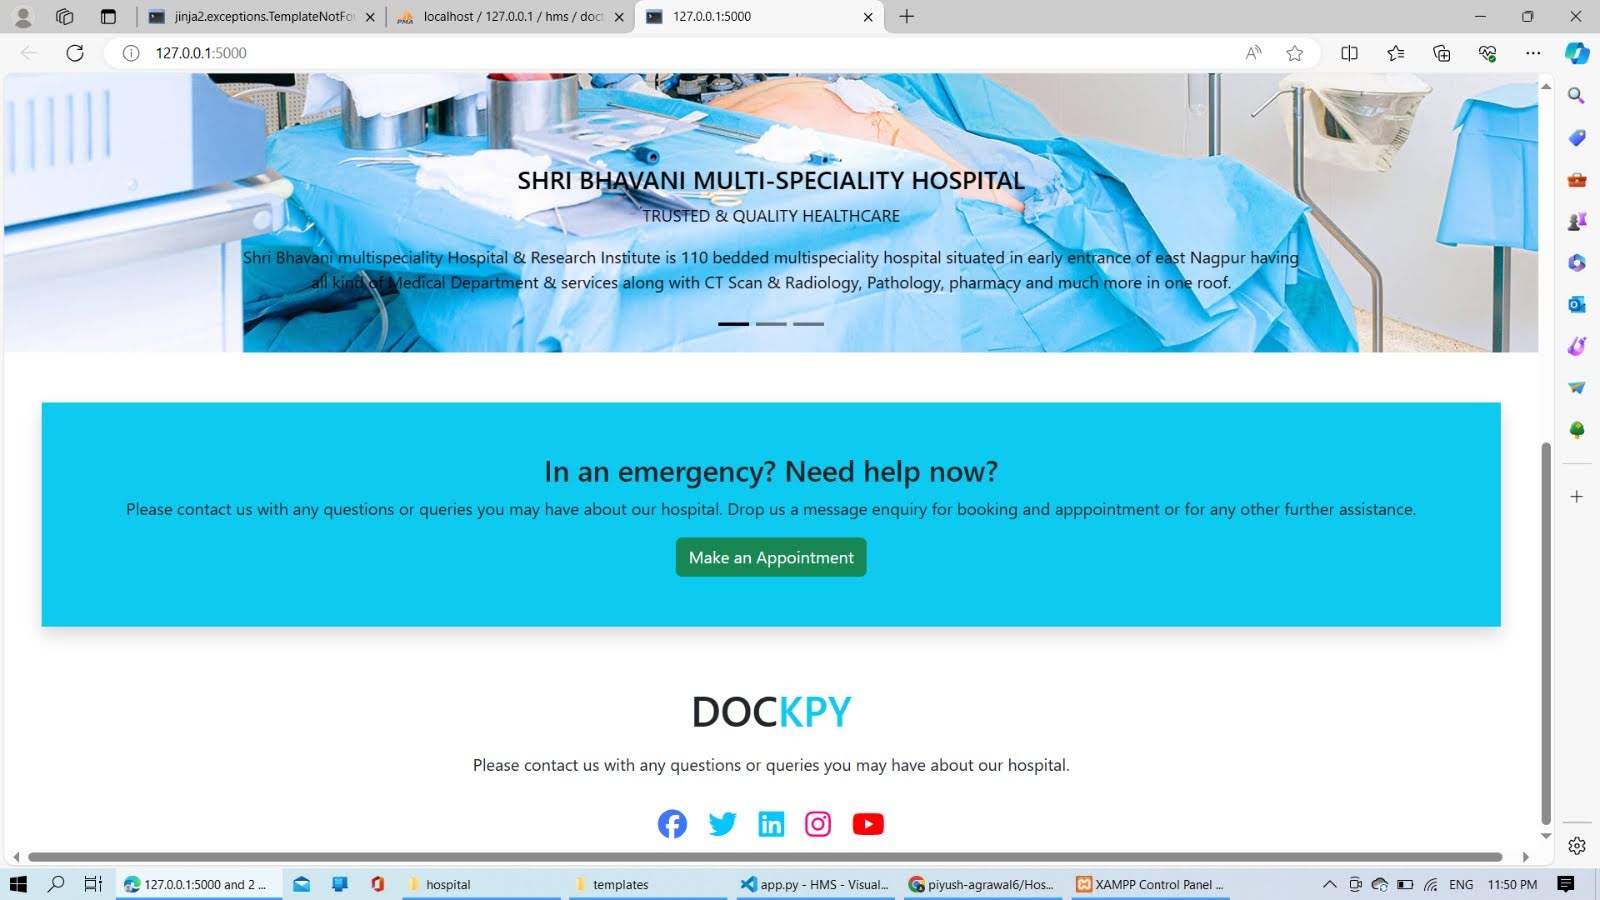 jinja2.exceptions.TemplateNotFou
localhost / 127.0.0.1 / hms / doct
127.0.0.1:5000
127.0.0.1:5000
SHRI BHAVANI MULTI-SPECIALITY HOSPITAL
TRUSTED & QUALITY HEALTHCARE
Shri Bhavani multispeciality Hospital & Research Institute is 110 bedded multispeciality hospital situated in early entrance of east Nagpur having
all kind of Medical Department & services along with CT Scan & Radiology, Pathology, pharmacy and much more in one roof.
In an emergency? Need help now?
Please contact us with any questions or queries you may have about our hospital. Drop us a message enquiry for booking and apppointment or for any other further assistance.
Make an Appointment
DOCKPY
Please contact us with any questions or queries you may have about our hospital.
127.0.0.1:5000 and 2 ...
hospital
templates
app.py - HMS - Visual...
piyush-agrawal6/Hos...
XAMPP Control Panel ...
ENG
11:50 PM